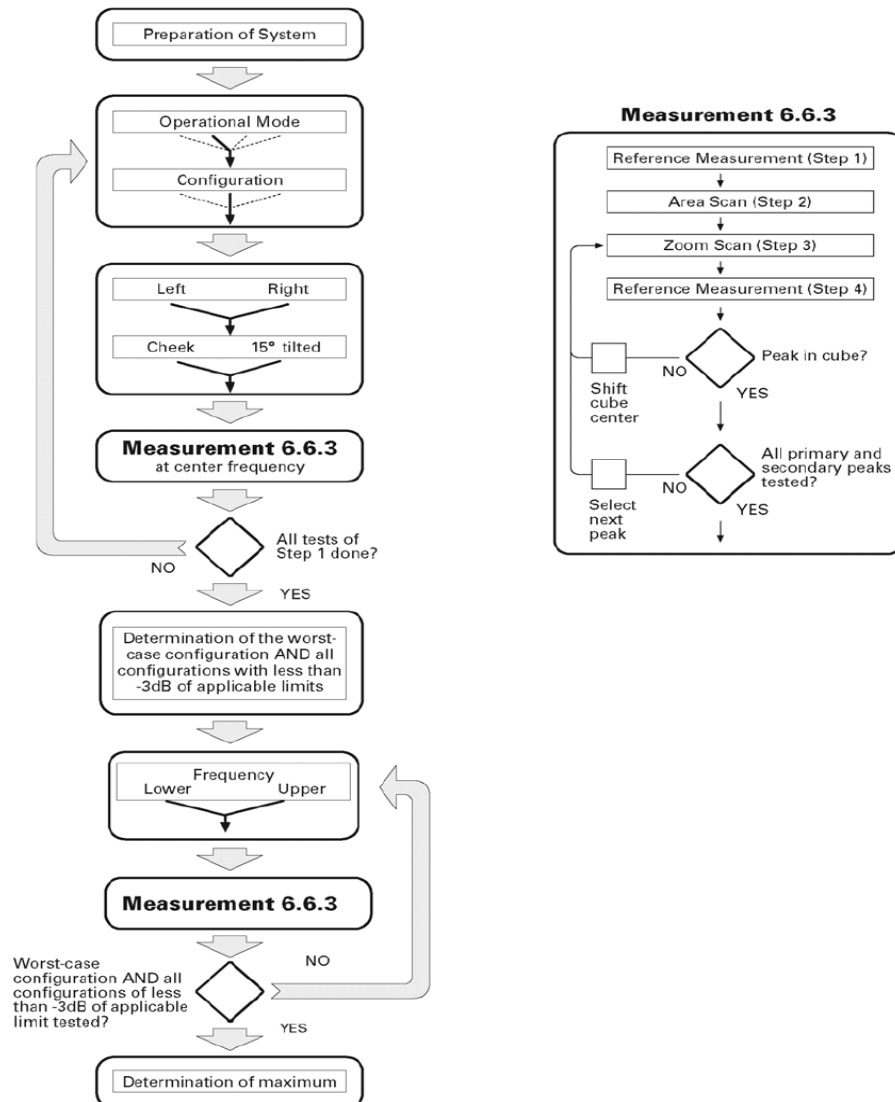 Preparation of System
Operational Mode
Configuration
Left Right
Cheek 15° tilted
Measurement 6.6.3
at center frequency
All tests of
Step 1 done?
NO
YES
Determination of the worst-
case configuration AND all
configurations with less than
-3dB of applicable limits
Frequency
Lower Upper
Measurement 6.6.3
Worst-case
configuration AND all
configurations of less
than -3dB of applicable
limit tested?
NO
YES
Determination of maximum
Measurement 6.6.3
Reference Measurement (Step 1)
Area Scan (Step 2)
Zoom Scan (Step 3)
Reference Measurement (Step 4)
Peak in cube?
NO
Shift
cube
center
YES
All primary and
secondary peaks
tested?
NO
Select
next
peak
YES